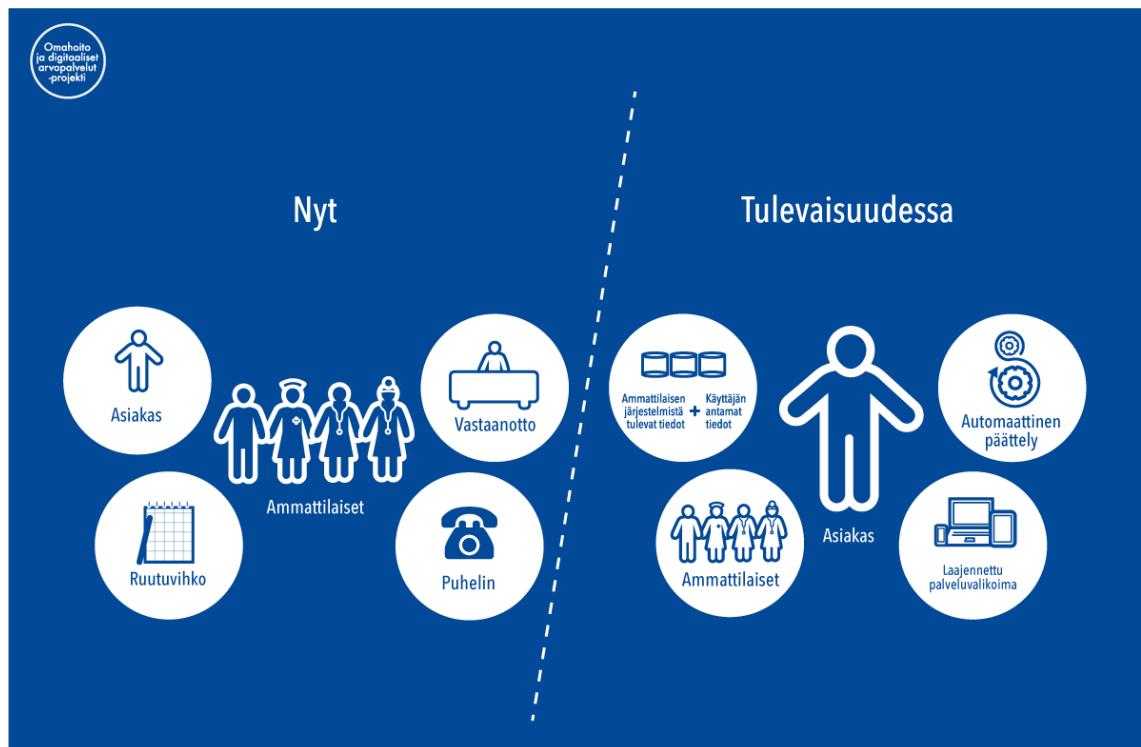 Omahoito
ja digitaaliset
arvopalvelut
-projekti
Nyt
Asiakas
Ruutuvihko
Ammattilaiset
Vastaanotto
Puhelin
Tulevaisuudessa
Ammattilaisen
järjestelmistä
tulevat tiedot
+
Käyttäjän
antamat
tiedot
Ammattilaiset
Asiakas
Automaattinen
päättely
Laajennettu
palveluvalikoima